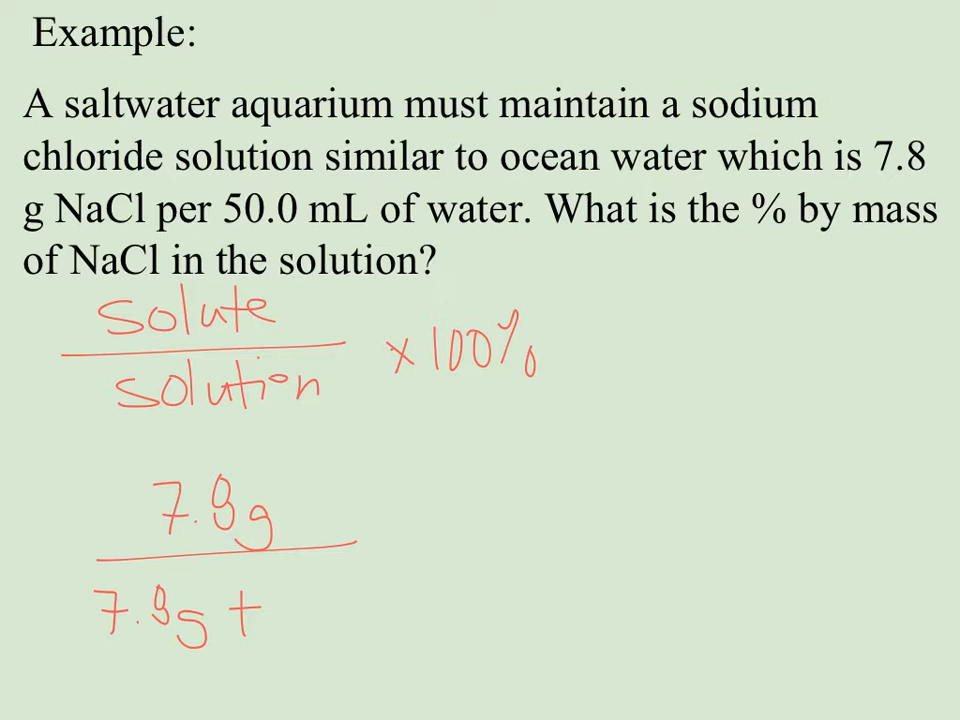 Example:
A saltwater aquarium must maintain a sodium
chloride solution similar to ocean water which is 7.8
g NaCl per 50.0 mL of water. What is the % by mass
of NaCl in the solution?
solute
solution
× 100%
7.8g
7.8g +